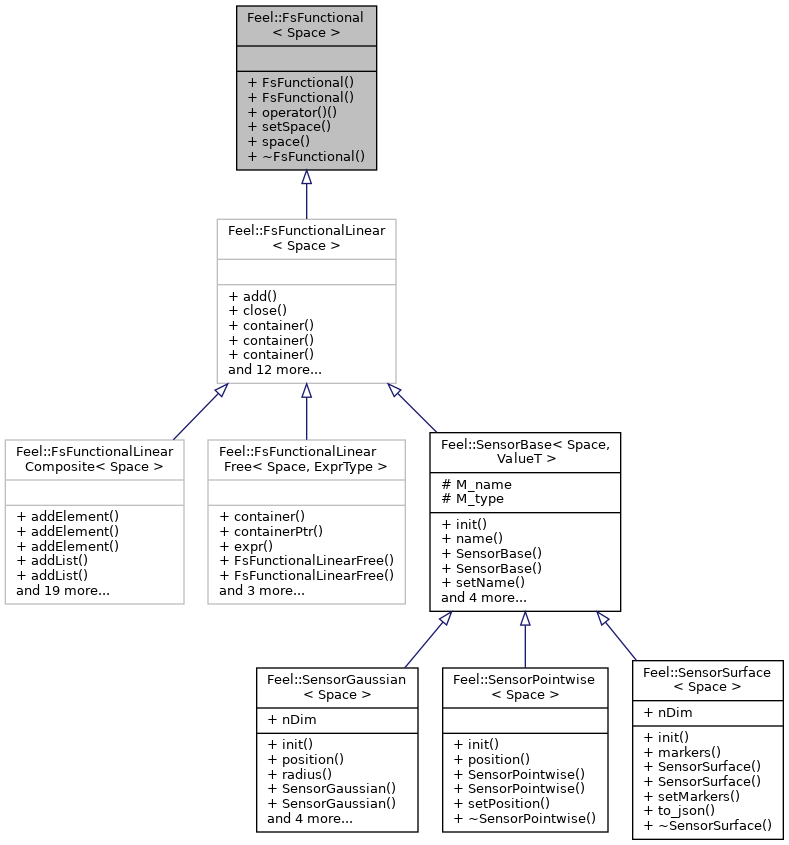 Feel::FsFunctional
< Space >
+ FsFunctional()
+ FsFunctional()
+ operator()()
+ setSpace()
+ space()
+ ~FsFunctional()
Feel::FsFunctionalLinear
< Space >
+ add()
+ close()
+ container()
+ container()
+ container()
and 12 more...
Feel::FsFunctionalLinear
Composite< Space >
+ addElement()
+ addElement()
+ addElement()
+ addList()
+ addList()
and 19 more...
Feel::FsFunctionalLinear
Free< Space, ExprType >
+ container()
+ containerPtr()
+ expr()
+ FsFunctionalLinearFree()
+ FsFunctionalLinearFree()
and 3 more...
Feel::SensorBase< Space,
ValueT >
# M_name
# M_type
+ init()
+ name()
+ SensorBase()
+ SensorBase()
+ setName()
and 4 more...
Feel::SensorGaussian
< Space >
+ nDim
+ init()
+ position()
+ radius()
+ SensorGaussian()
+ SensorGaussian()
and 4 more...
Feel::SensorPointwise
< Space >
+ init()
+ position()
+ SensorPointwise()
+ SensorPointwise()
+ setPosition()
+ ~SensorPointwise()
Feel::SensorSurface
< Space >
+ nDim
+ init()
+ markers()
+ SensorSurface()
+ SensorSurface()
+ setMarkers()
+ to_json()
+ ~SensorSurface()